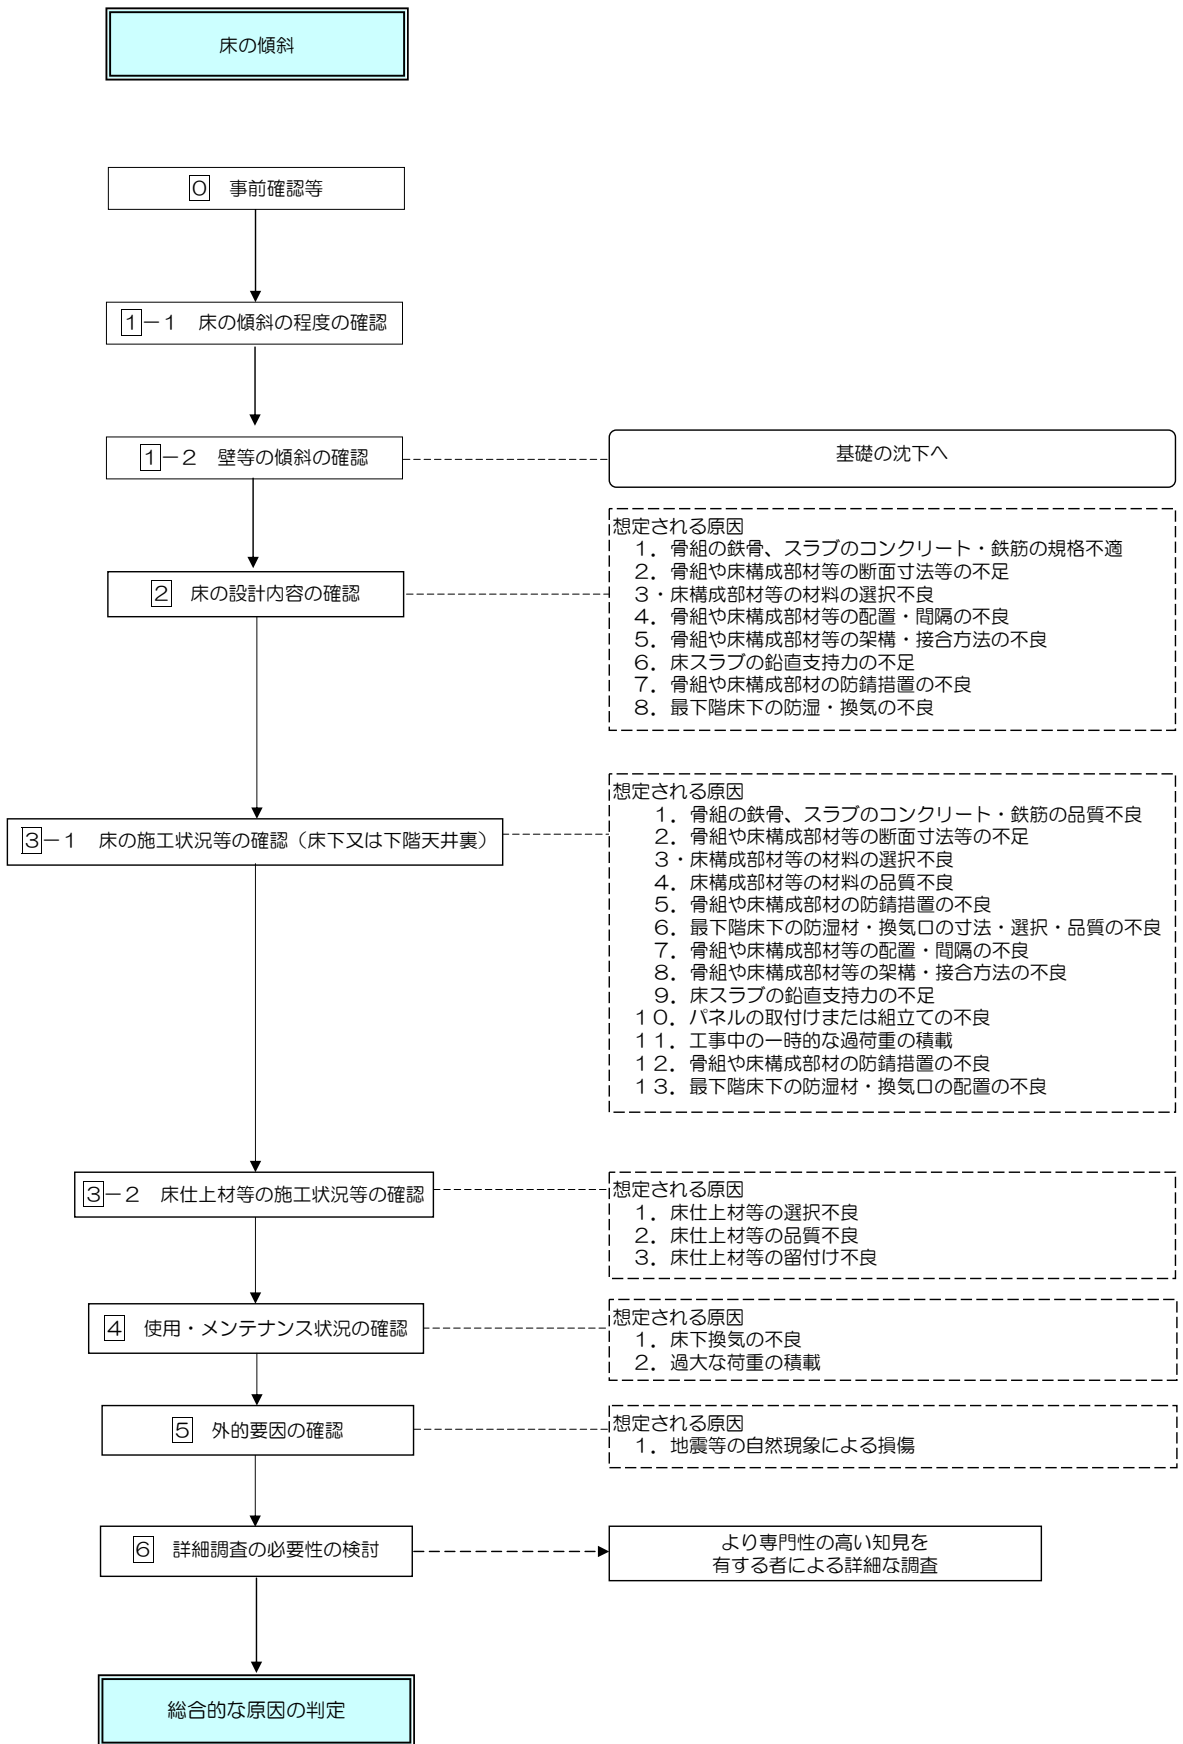 床の傾斜
0 事前確認等
1－1 床の傾斜の程度の確認
1－2 壁等の傾斜の確認
基礎の沈下へ
2 床の設計内容の確認
想定される原因
1．骨組の鉄骨、スラブのコンクリート・鉄筋の規格不適
2．骨組や床構成部材等の断面寸法等の不足
3・床構成部材等の材料の選択不良
4．骨組や床構成部材等の配置・間隔の不良
5．骨組や床構成部材等の架構・接合方法の不良
6．床スラブの鉛直支持力の不足
7．骨組や床構成部材の防錆措置の不良
8．最下階床下の防湿・換気の不良
3－1 床の施工状況等の確認（床下又は下階天井裏）
想定される原因
1．骨組の鉄骨、スラブのコンクリート・鉄筋の品質不良
2．骨組や床構成部材等の断面寸法等の不足
3・床構成部材等の材料の選択不良
4．床構成部材等の材料の品質不良
5．骨組や床構成部材の防錆措置の不良
6．最下階床下の防湿材・換気口の寸法・選択・品質の不良
7．骨組や床構成部材等の配置・間隔の不良
8．骨組や床構成部材等の架構・接合方法の不良
9．床スラブの鉛直支持力の不足
10．パネルの取付けまたは組立ての不良
11．工事中の一時的な過荷重の積載
12．骨組や床構成部材の防錆措置の不良
13．最下階床下の防湿材・換気口の配置の不良
3－2 床仕上材等の施工状況等の確認
想定される原因
1．床仕上材等の選択不良
2．床仕上材等の品質不良
3．床仕上材等の留付け不良
4 使用・メンテナンス状況の確認
想定される原因
1．床下換気の不良
2．過大な荷重の積載
5 外的要因の確認
想定される原因
1．地震等の自然現象による損傷
6 詳細調査の必要性の検討
より専門性の高い知見を
有する者による詳細な調査
総合的な原因の判定